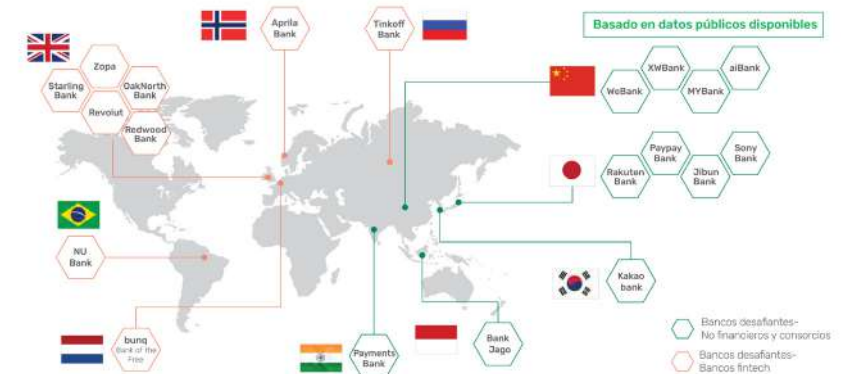 Basado en datos públicos disponibles
Aprila
Bank
Tinkoff
Bank
Zopa
Starling
Bank
OakNorth
Bank
Revolut
Redwood
Bank
XWBank
aiBank
WeBank
MYBank
Paypay
Bank
Sony
Bank
Rakuten
Bank
Jibun
Bank
NU
Bank
Kakao
bank
bunq
Bank of the
Free
Payments
Bank
Bank
Jago
Bancos desafiantes-
No financieros y consorcios
Bancos desafiantes-
Bancos fintech